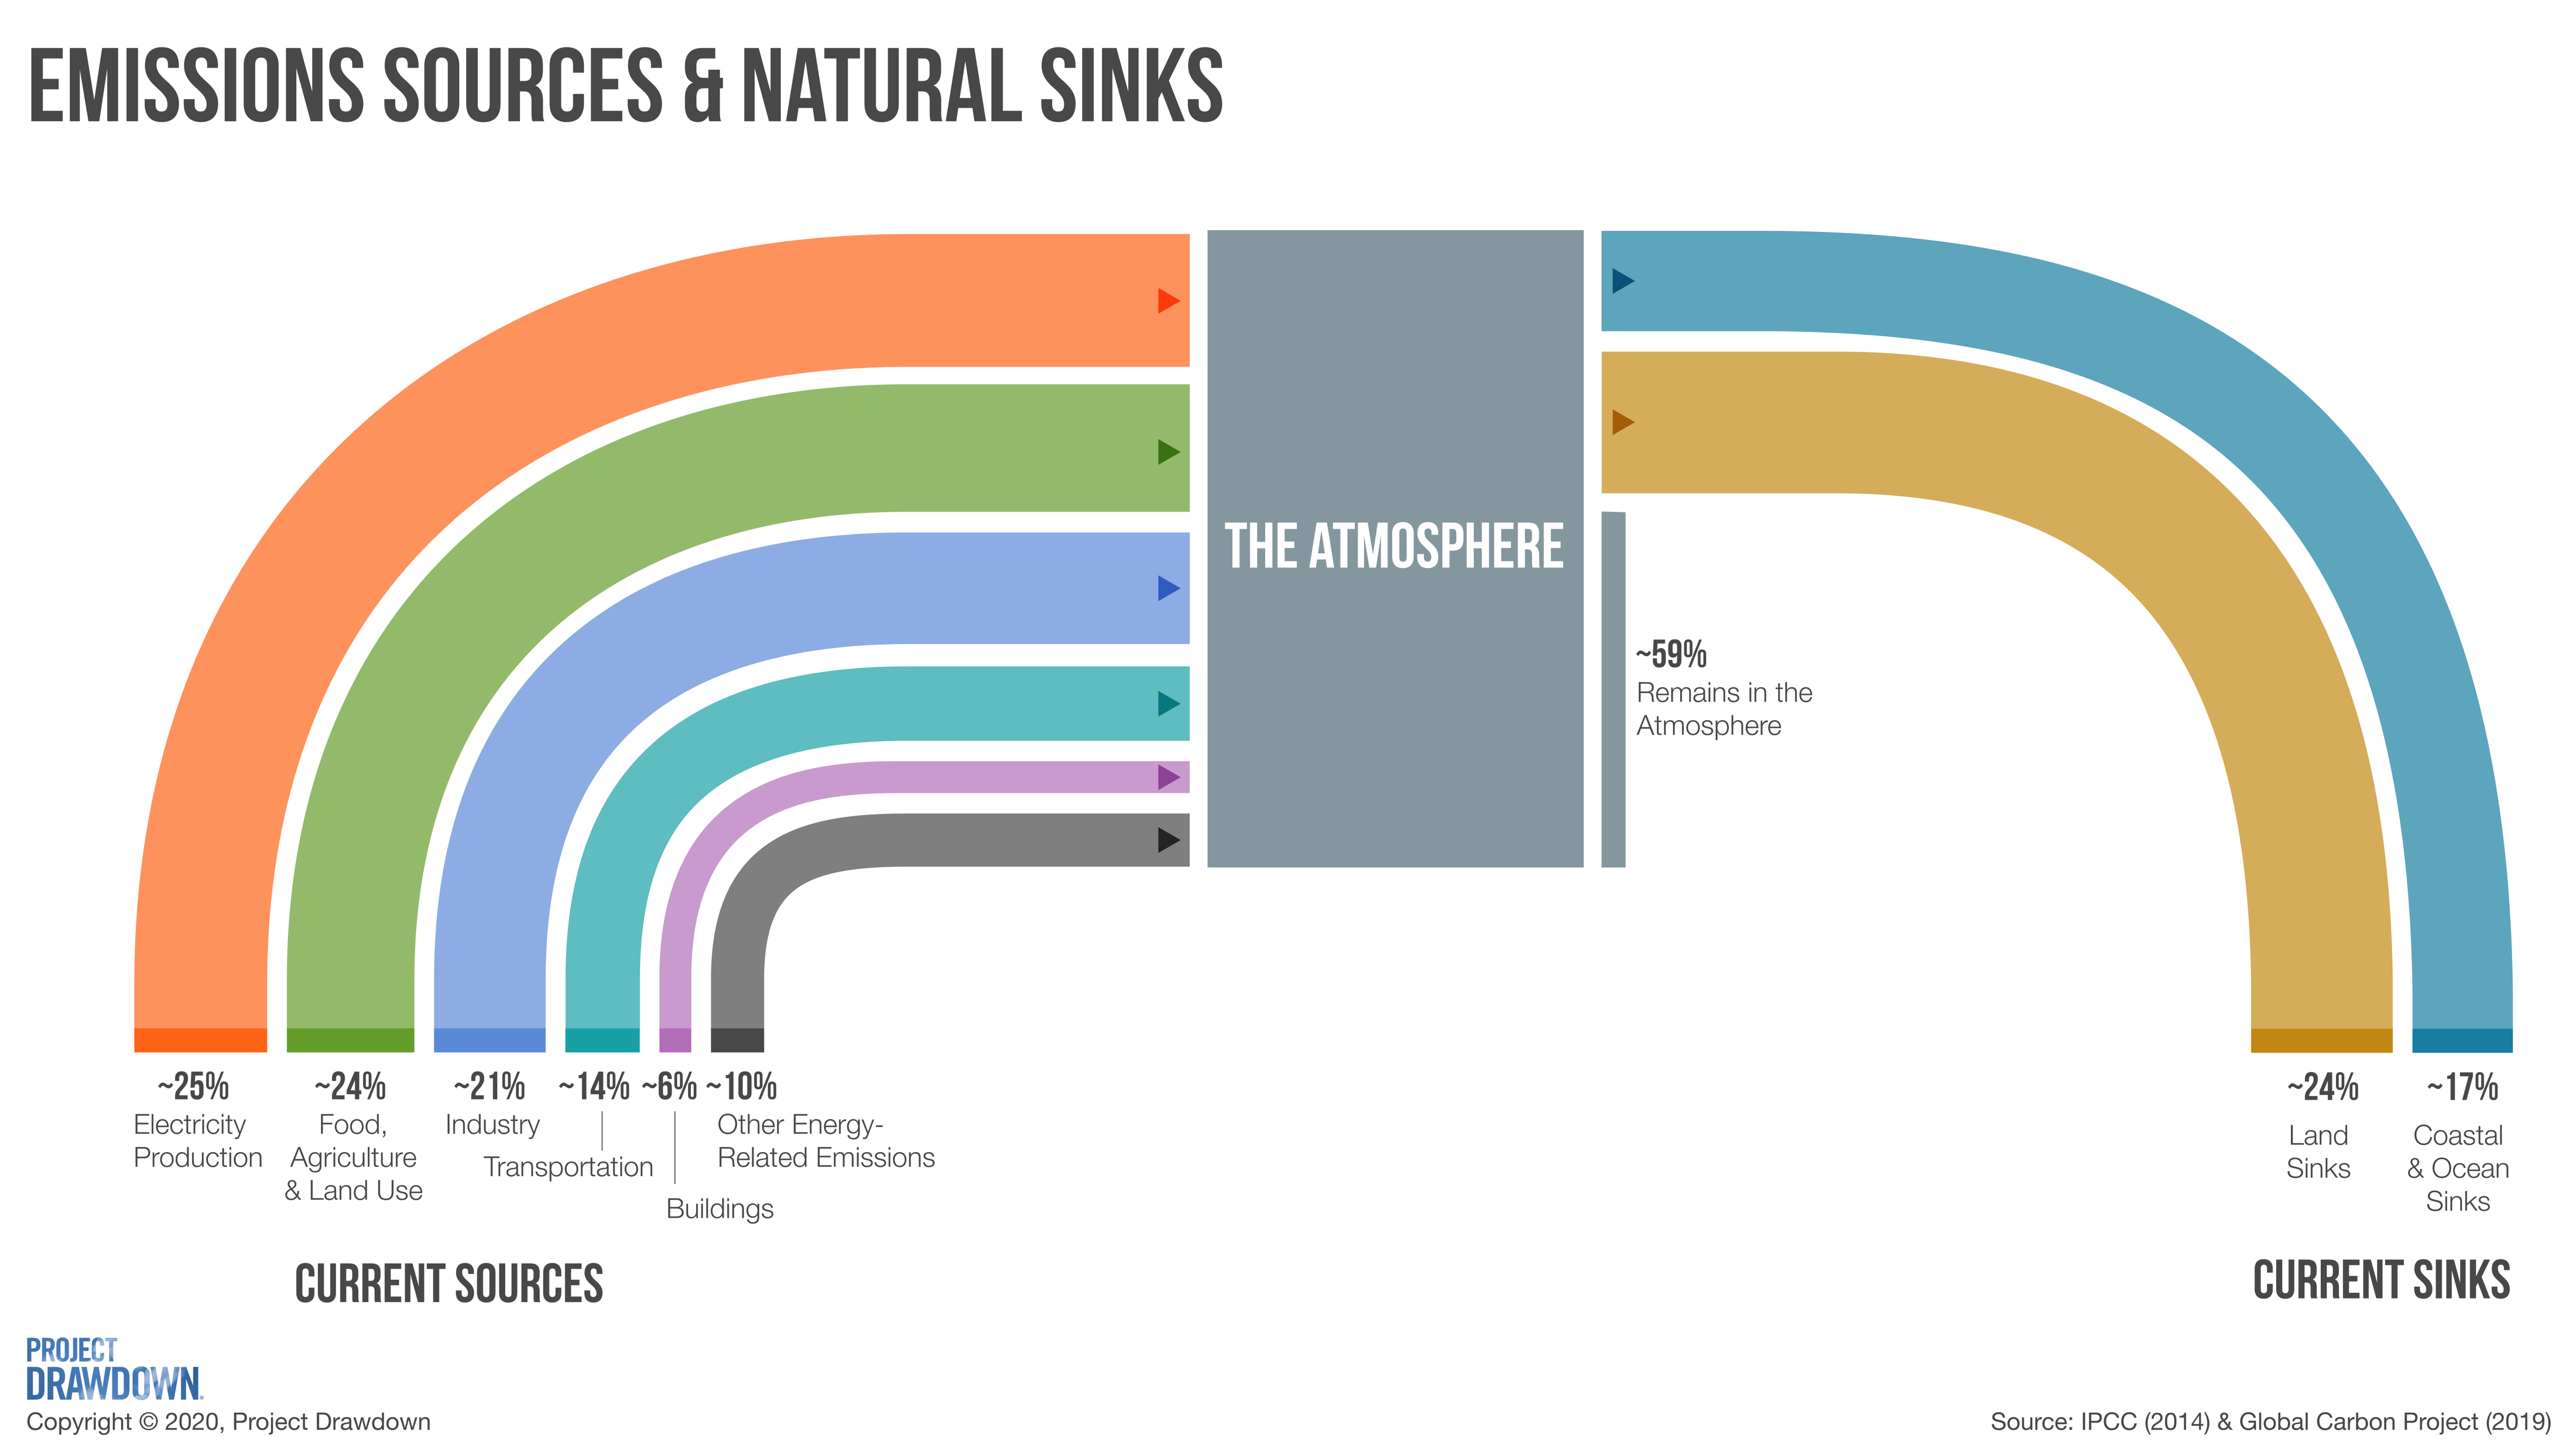 EMISSIONS SOURCES & NATURAL SINKS
THE ATMOSPHERE
~59%
Remains in the
Atmosphere
~25%
Electricity
Production
~24%
Food,
Agriculture
& Land Use
~21%
Industry
~14%
Transportation
~6%
Buildings
~10%
Other Energy-
Related Emissions
~24%
Land
Sinks
~17%
Coastal
& Ocean
Sinks
CURRENT SOURCES
CURRENT SINKS
PROJECT
DRAWDOWN.
Copyright © 2020, Project Drawdown
Source: IPCC (2014) & Global Carbon Project (2019)